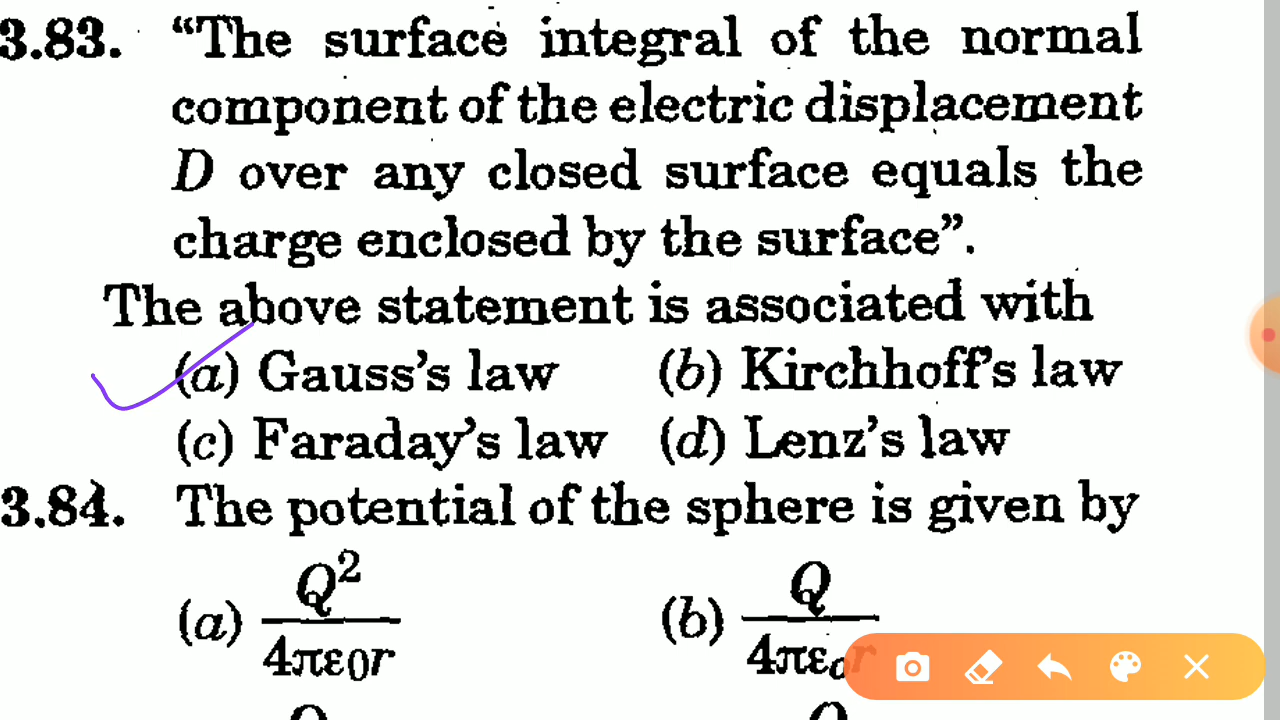 3.83. “The surface integral of the normal
component of the electric displacement
D over any closed surface equals the
charge enclosed by the surface”.
The above statement is associated with
(a) Gauss’s law (b) Kirchhoff’s law
(c) Faraday’s law (d) Lenz’s law
3.84. The potential of the sphere is given by
(a) Q²/4πε₀r (b) Q/4πε₀r
Q Q